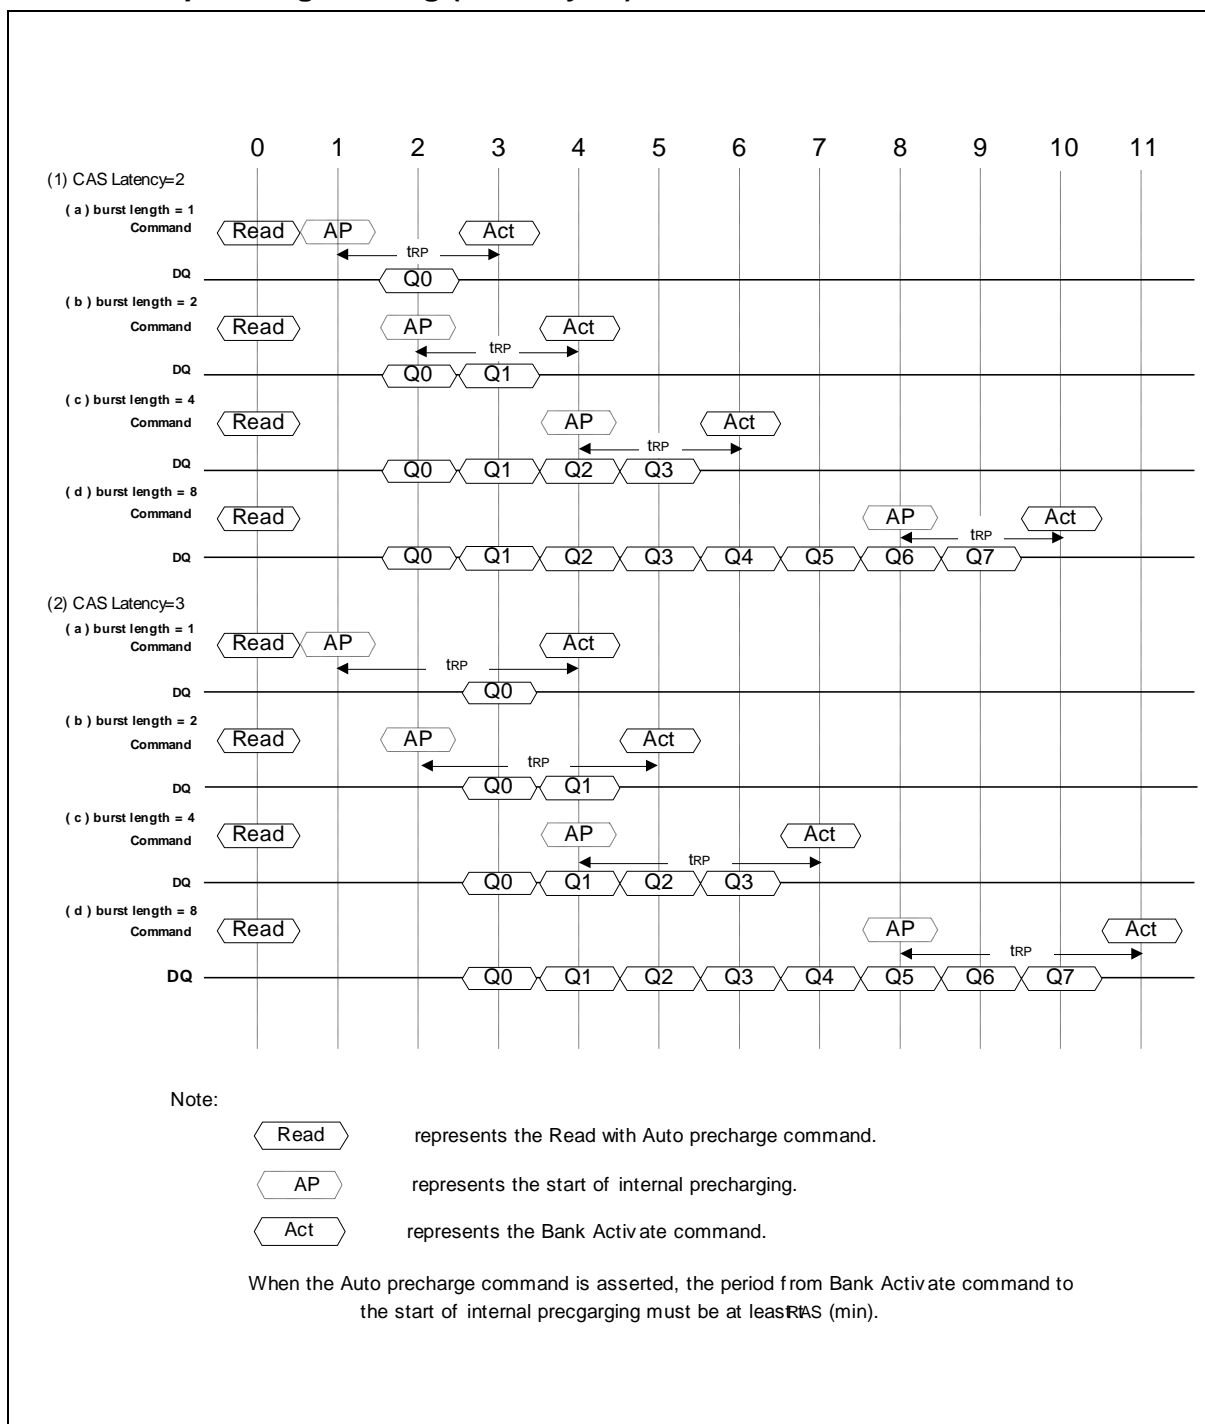 0 1 2 3 4 5 6 7 8 9 10 11
(1) CAS Latency=2
( a ) burst length = 1
Command Read AP Act
tRP
DQ Q0
( b ) burst length = 2
Command Read AP Act
tRP
DQ Q0 Q1
( c ) burst length = 4
Command Read AP Act
tRP
DQ Q0 Q1 Q2 Q3
( d ) burst length = 8
Command Read AP Act
tRP
DQ Q0 Q1 Q2 Q3 Q4 Q5 Q6 Q7
(2) CAS Latency=3
( a ) burst length = 1
Command Read AP Act
tRP
DQ Q0
( b ) burst length = 2
Command Read AP Act
tRP
DQ Q0 Q1
( c ) burst length = 4
Command Read AP Act
tRP
DQ Q0 Q1 Q2 Q3
( d ) burst length = 8
Command Read AP Act
tRP
DQ Q0 Q1 Q2 Q3 Q4 Q5 Q6 Q7
Note:
Read represents the Read with Auto precharge command.
AP represents the start of internal precharging.
Act represents the Bank Activate command.
When the Auto precharge command is asserted, the period from Bank Activate command to
the start of internal precgarging must be at least tRAS (min).